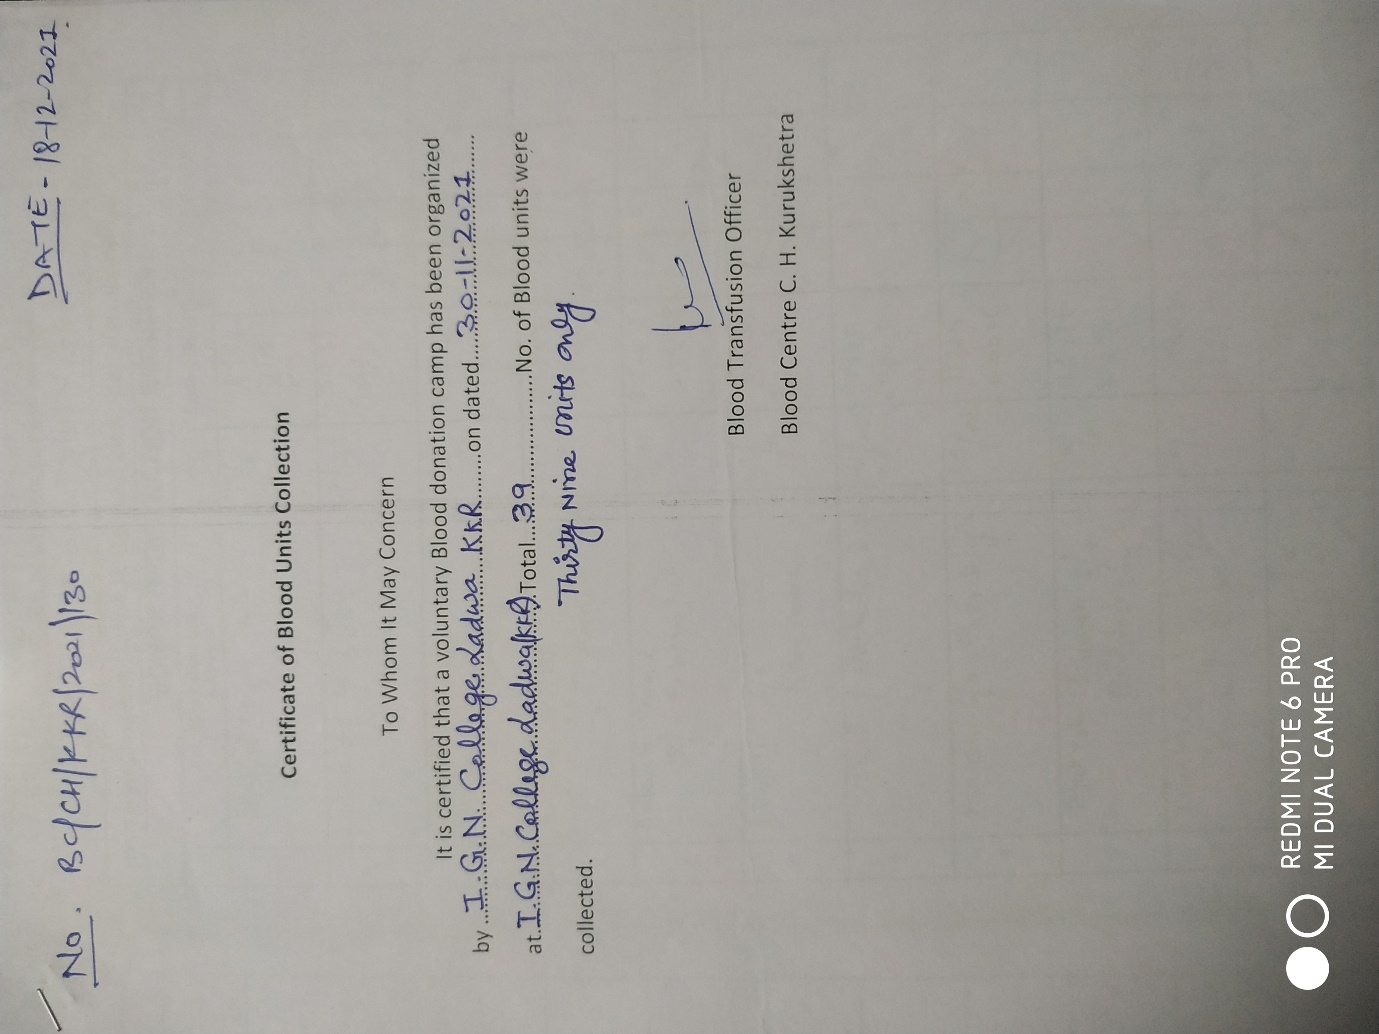 No. BC/CH/KKR/2021/130
DATE - 18-12-2021.
Certificate of Blood Units Collection
To Whom It May Concern
It is certified that a voluntary Blood donation camp has been organized
by ...I.G.N. College Ladwa KKR.........on dated.....30-11-2021.......
at..I.G.N. College Ladwa(KKR).Total....39..................No. of Blood units were
Thirty Nine Units only.
collected.
Blood Transfusion Officer
Blood Centre C. H. Kurukshetra
REDMI NOTE 6 PRO
MI DUAL CAMERA